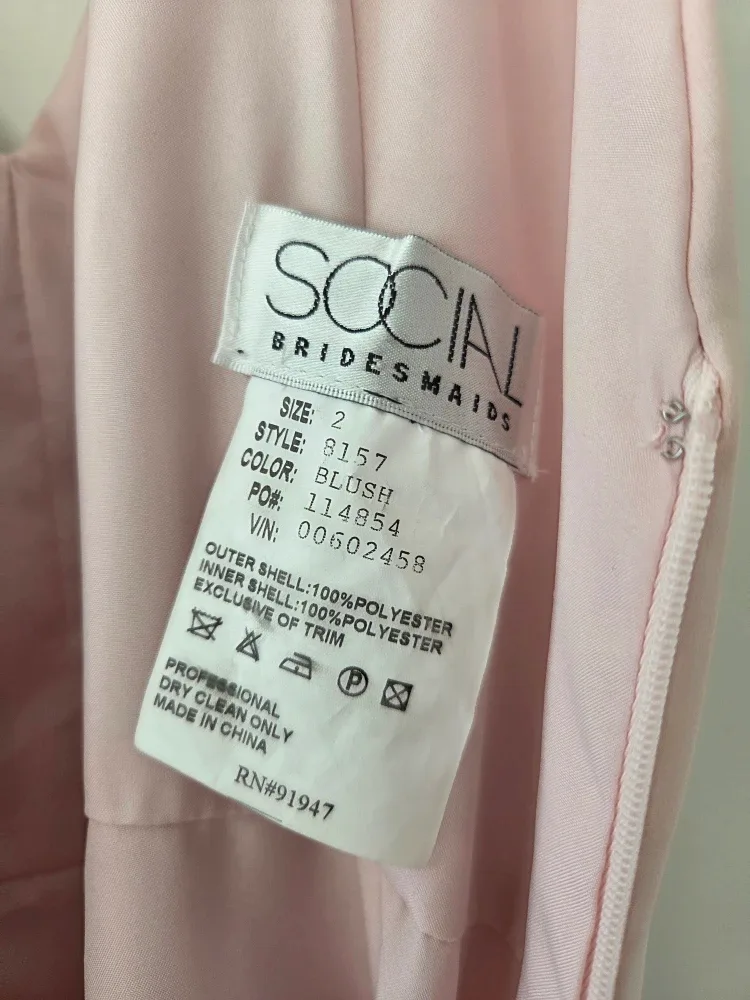 SOCIAL
BRIDESMAIDS
SIZE: 2
STYLE: 8157
COLOR: BLUSH
PO#: 114854
V/N: 00602458
OUTER SHELL:100%POLYESTER
INNER SHELL:100%POLYESTER
EXCLUSIVE OF TRIM
P
PROFESSIONAL
DRY CLEAN ONLY
MADE IN CHINA
RN#91947